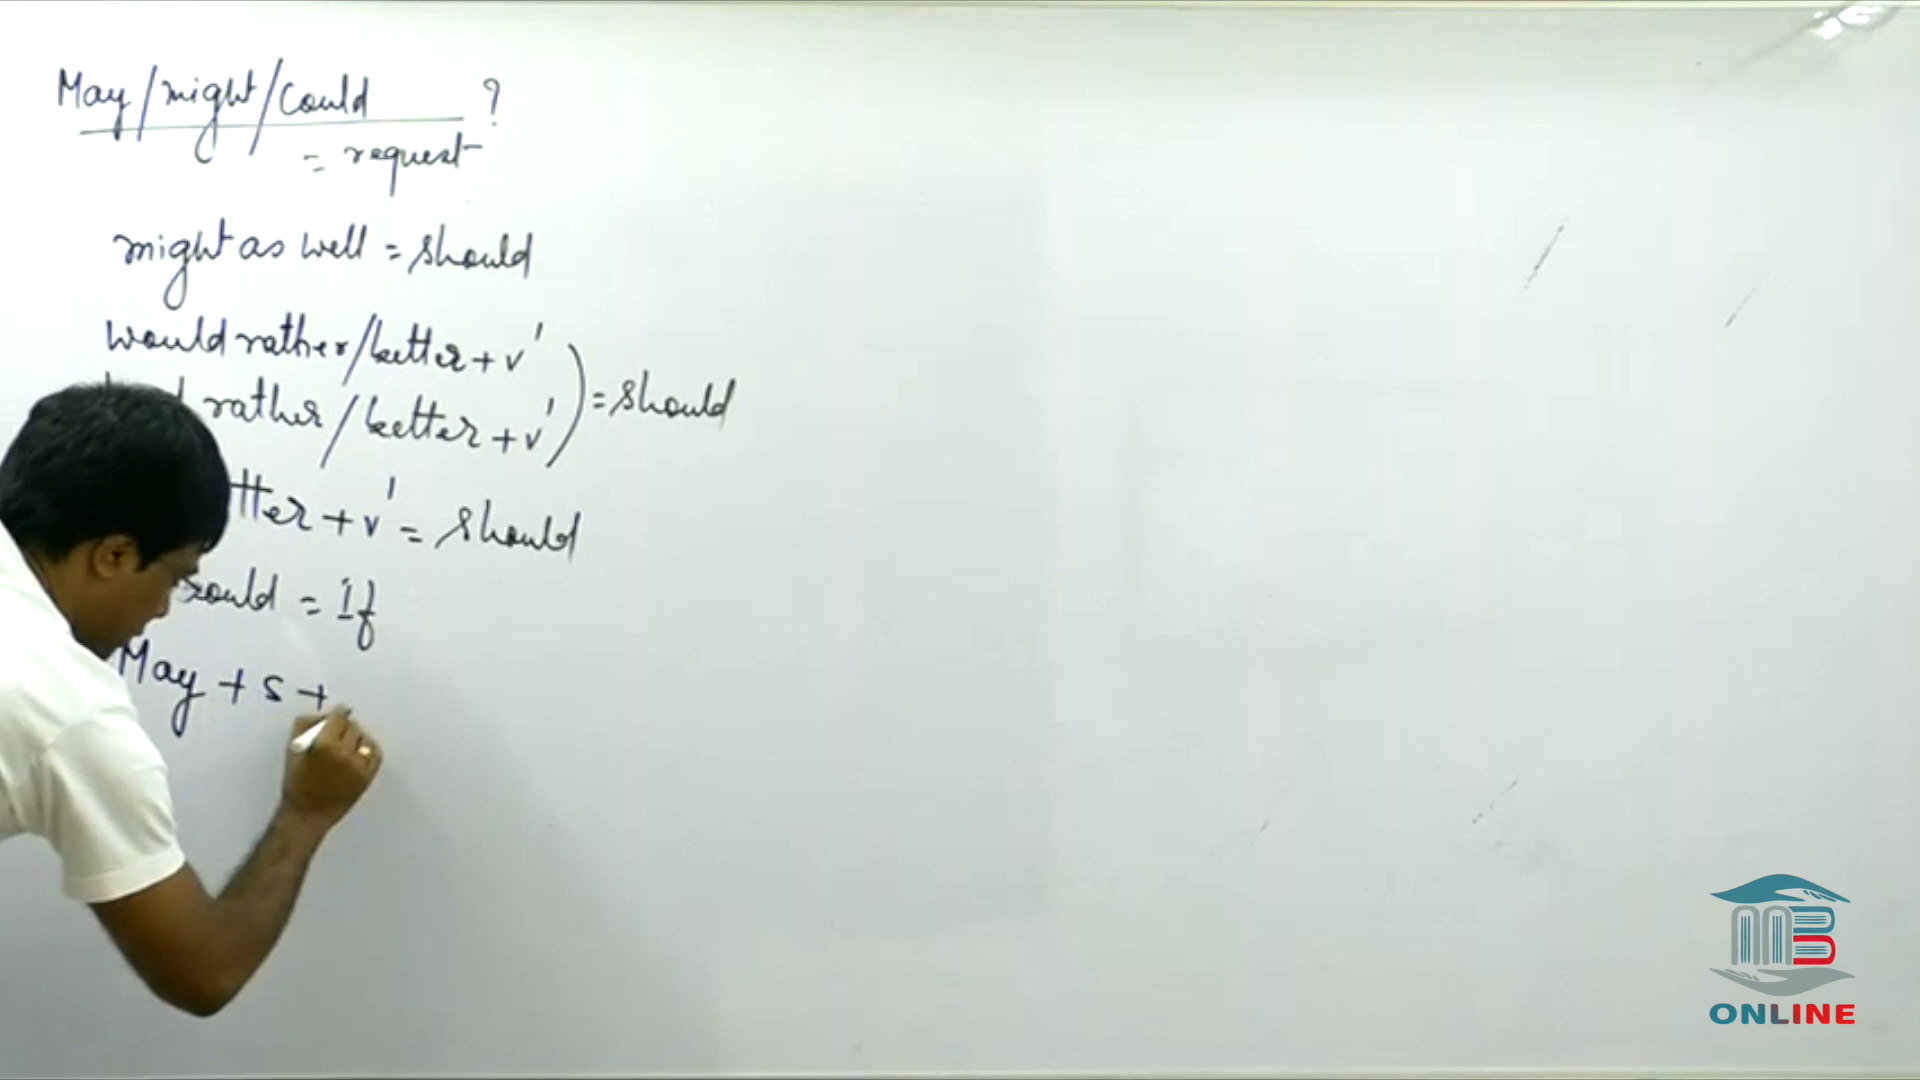 May/might/Could ?
= request
might as well = should
would rather/better + v'
rather/better + v' ) = should
tter + v' = should
ould = If
May + s +
MB
ONLINE